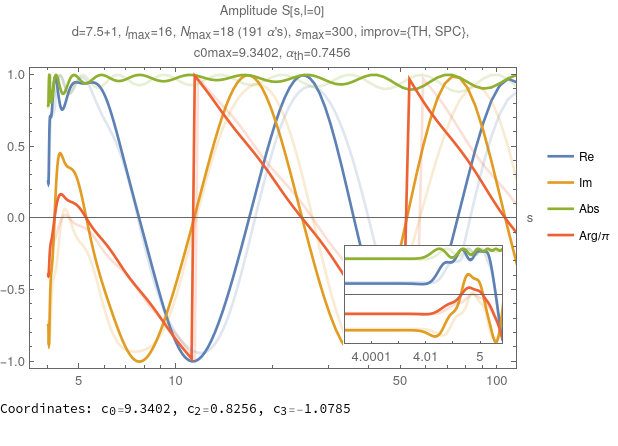 Amplitude S[s,l=0]
d=7.5+1, lmax=16, Nmax=18 (191 α's), smax=300, improv={TH, SPC},
c0max=9.3402, αth=0.7456
1.0
0.5
0.0
-0.5
-1.0
5
10
50
100
s
4.0001
4.01
5
Re
Im
Abs
Arg/π
Coordinates: c0=9.3402, c2=0.8256, c3=-1.0785